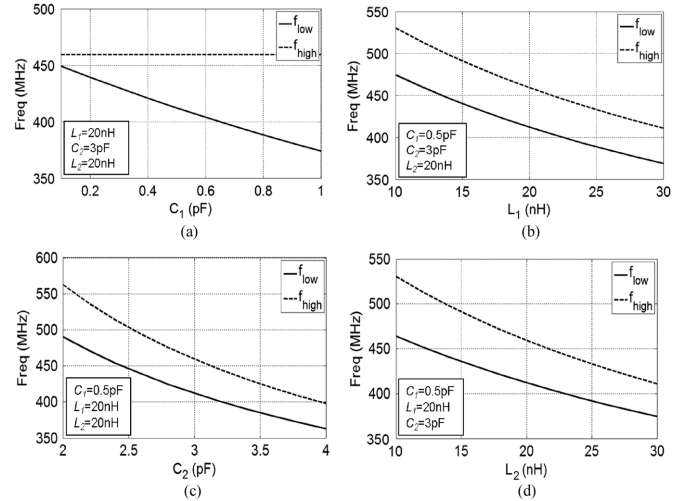 500
450
400
350
Freq (MHz)
f_low
f_high
L₁=20nH
C₂=3pF
L₂=20nH
0.2 0.4 0.6 0.8 1
C₁ (pF)
(a)
550
500
450
400
350
Freq (MHz)
f_low
f_high
C₁=0.5pF
C₂=3pF
L₂=20nH
10 15 20 25 30
L₁ (nH)
(b)
600
550
500
450
400
350
Freq (MHz)
f_low
f_high
C₁=0.5pF
L₁=20nH
L₂=20nH
2 2.5 3 3.5 4
C₂ (pF)
(c)
550
500
450
400
350
Freq (MHz)
f_low
f_high
C₁=0.5pF
L₁=20nH
C₂=3pF
10 15 20 25 30
L₂ (nH)
(d)